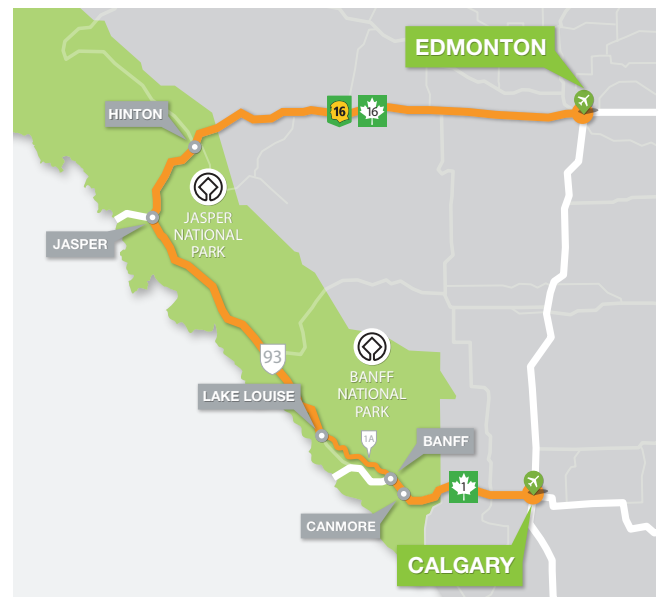 EDMONTON
16
16
HINTON
JASPER
NATIONAL
PARK
JASPER
93
BANFF
NATIONAL
PARK
LAKE LOUISE
1A
BANFF
1
CANMORE
CALGARY